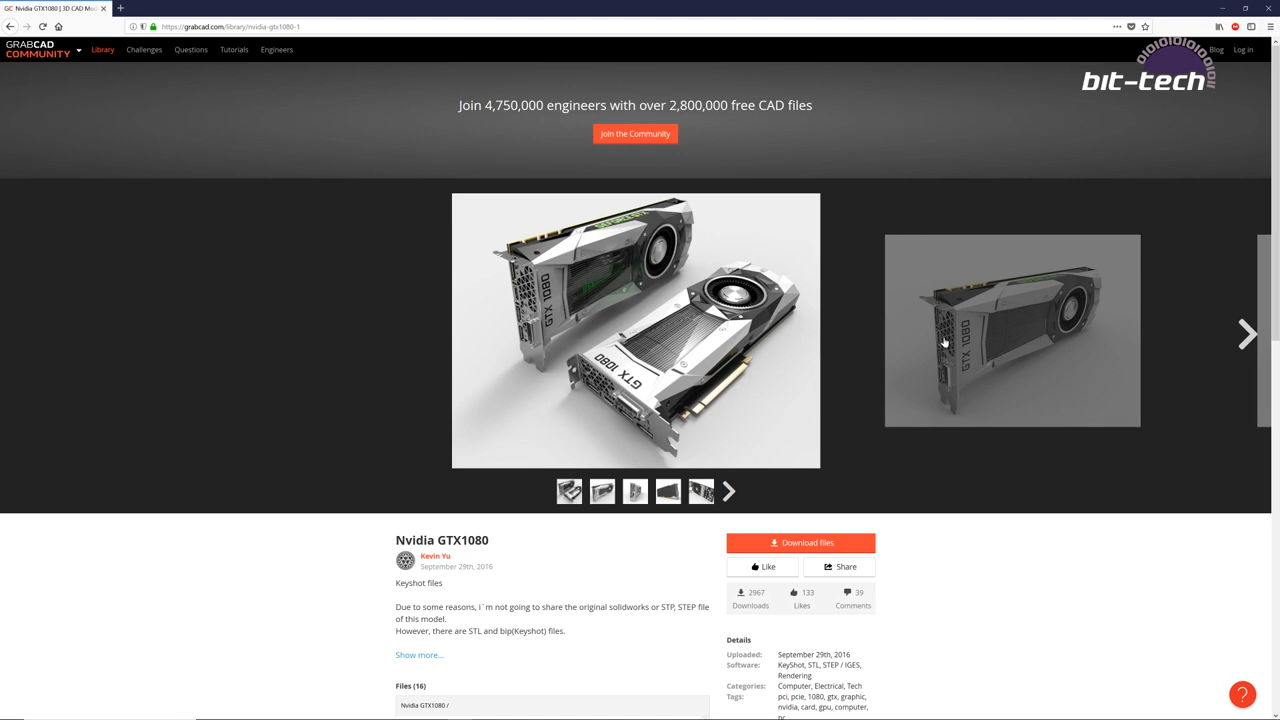 GC Nvidia GTX1080 | 3D CAD Mo
https://grabcad.com/library/nvidia-gtx1080-1
GRABCAD
COMMUNITY
Library
Challenges
Questions
Tutorials
Engineers
Blog
Log in
bit-tech
Join 4,750,000 engineers with over 2,800,000 free CAD files
Join the Community
GEFORCE GTX
GTX 1080
GTX 1080
GTX 1080
Nvidia GTX1080
Kevin Yu
September 29th, 2016
Keyshot files
Due to some reasons, i`m not going to share the original solidworks or STP, STEP file
of this model.
However, there are STL and bip(Keyshot) files.
Show more...
Files (16)
Nvidia GTX1080 /
Download files
Like
Share
2967
Downloads
133
Likes
39
Comments
Details
Uploaded: September 29th, 2016
Software: KeyShot, STL, STEP / IGES,
Rendering
Categories: Computer, Electrical, Tech
Tags: pci, pcie, 1080, gtx, graphic,
nvidia, card, gpu, computer,
?